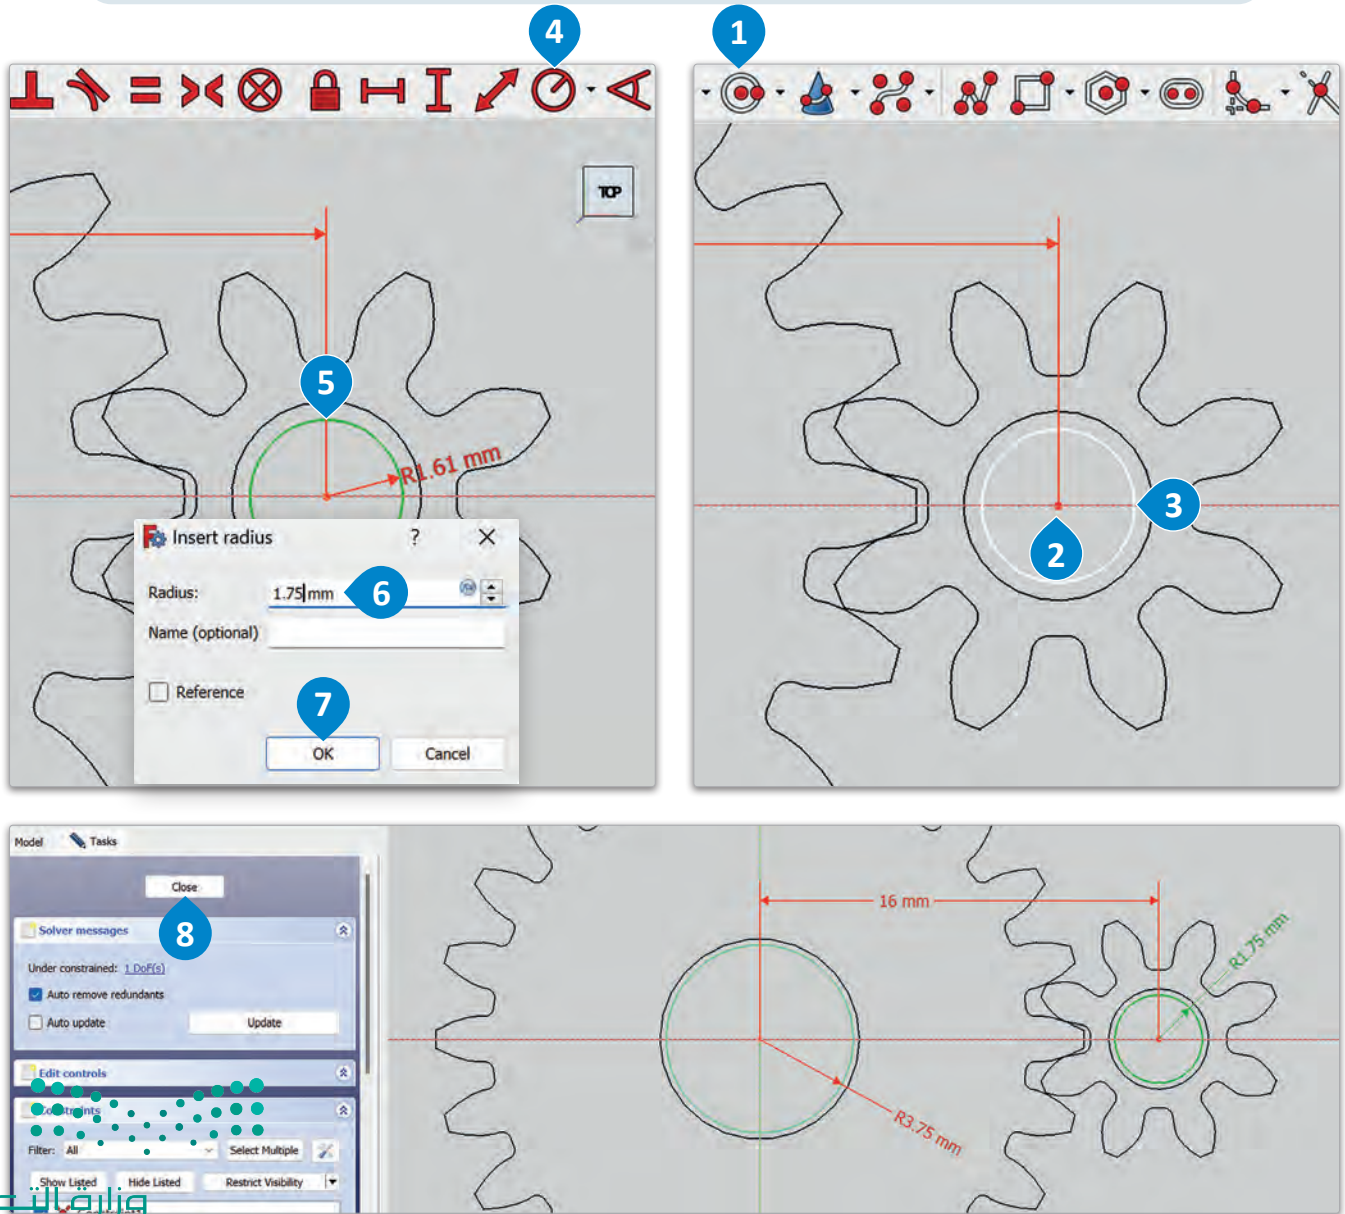 4
1
TOP
5
R1.61 mm
3
2
Insert radius
?
Radius:
1.75 mm
6
Name (optional)
Reference
7
OK
Cancel
Model
Tasks
Close
8
Solver messages
Under constrained:
1 DoF(s)
Auto remove redundants
Auto update
Update
Edit controls
Constraints
Filter:
All
Select Multiple
Show Listed
Hide Listed
Restrict Visibility
16 mm
R1.75 mm
R3.75 mm